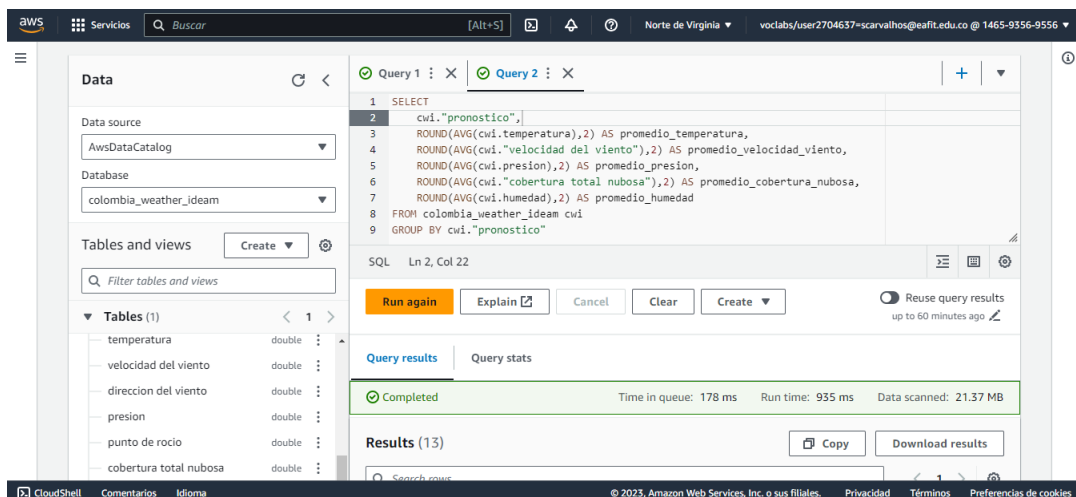 aws
Servicios
Buscar
[Alt+S]
Norte de Virginia ▼
voclabs/user2704637=scarvalhos@eafit.edu.co @ 1465-9356-9556 ▼
Data
Data source
AwsDataCatalog
Database
colombia_weather_ideam
Tables and views
Create ▼
Filter tables and views
Tables (1)
1
temperatura double
velocidad del viento double
direccion del viento double
presion double
punto de rocio double
cobertura total nubosa double
Query 1
Query 2
1 SELECT
2 cwi."pronostico",
3 ROUND(AVG(cwi.temperatura),2) AS promedio_temperatura,
4 ROUND(AVG(cwi."velocidad del viento"),2) AS promedio_velocidad_viento,
5 ROUND(AVG(cwi.presion),2) AS promedio_presion,
6 ROUND(AVG(cwi."cobertura total nubosa"),2) AS promedio_cobertura_nubosa,
7 ROUND(AVG(cwi.humedad),2) AS promedio_humedad
8 FROM colombia_weather_ideam cwi
9 GROUP BY cwi."pronostico"
SQL Ln 2, Col 22
Run again
Explain
Cancel
Clear
Create ▼
Reuse query results
up to 60 minutes ago
Query results
Query stats
Completed
Time in queue: 178 ms
Run time: 935 ms
Data scanned: 21.37 MB
Results (13)
Copy
Download results
Search rows
1
CloudShell
Comentarios
Idioma
© 2023, Amazon Web Services, Inc. o sus filiales.
Privacidad
Términos
Preferencias de cookies